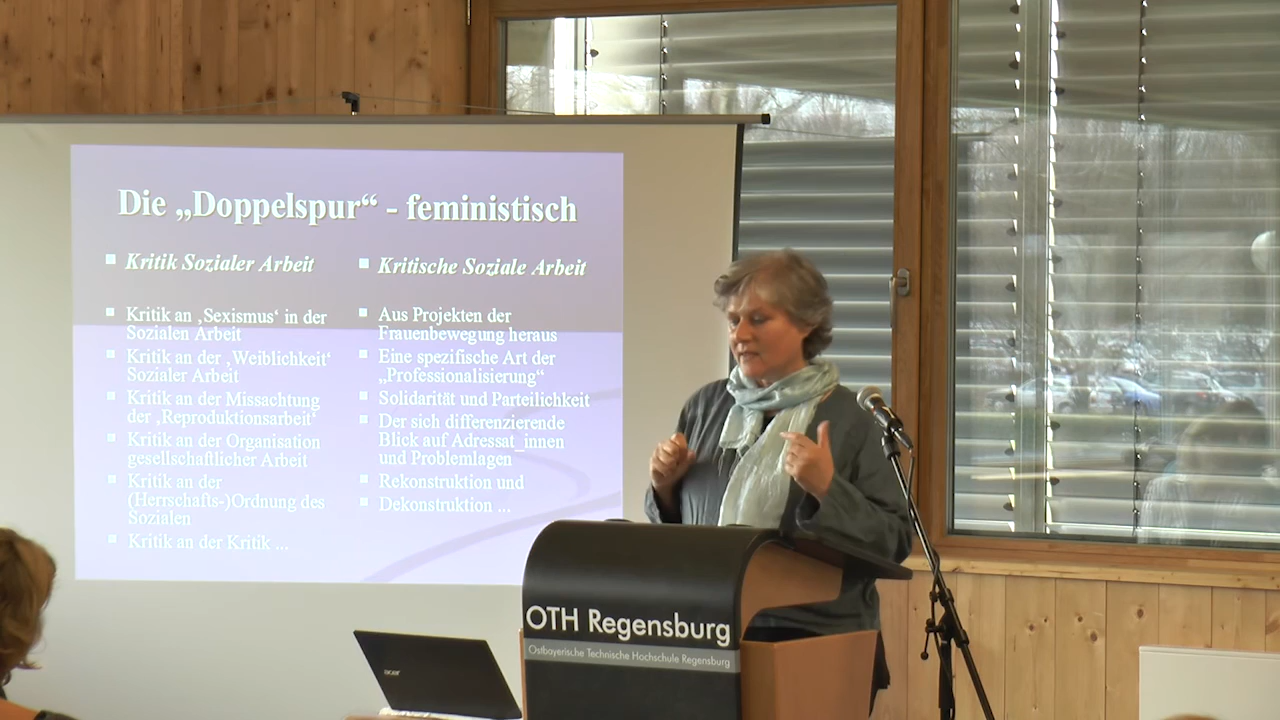 Die „Doppelspur“ - feministisch
Kritik Sozialer Arbeit
Kritik an ‚Sexismus‘ in der
Sozialen Arbeit
Kritik an der ‚Weiblichkeit‘
Sozialer Arbeit
Kritik an der Missachtung
der ‚Reproduktionsarbeit‘
Kritik an der Organisation
gesellschaftlicher Arbeit
Kritik an der
(Herrschafts-)Ordnung des
Sozialen
Kritik an der Kritik ...
Kritische Soziale Arbeit
Aus Projekten der
Frauenbewegung heraus
Eine spezifische Art der
„Professionalisierung“
Solidarität und Parteilichkeit
Der sich differenzierende
Blick auf Adressat_innen
und Problemlagen
Rekonstruktion und
Dekonstruktion ...
OTH Regensburg
Ostbayerische Technische Hochschule Regensburg
acer